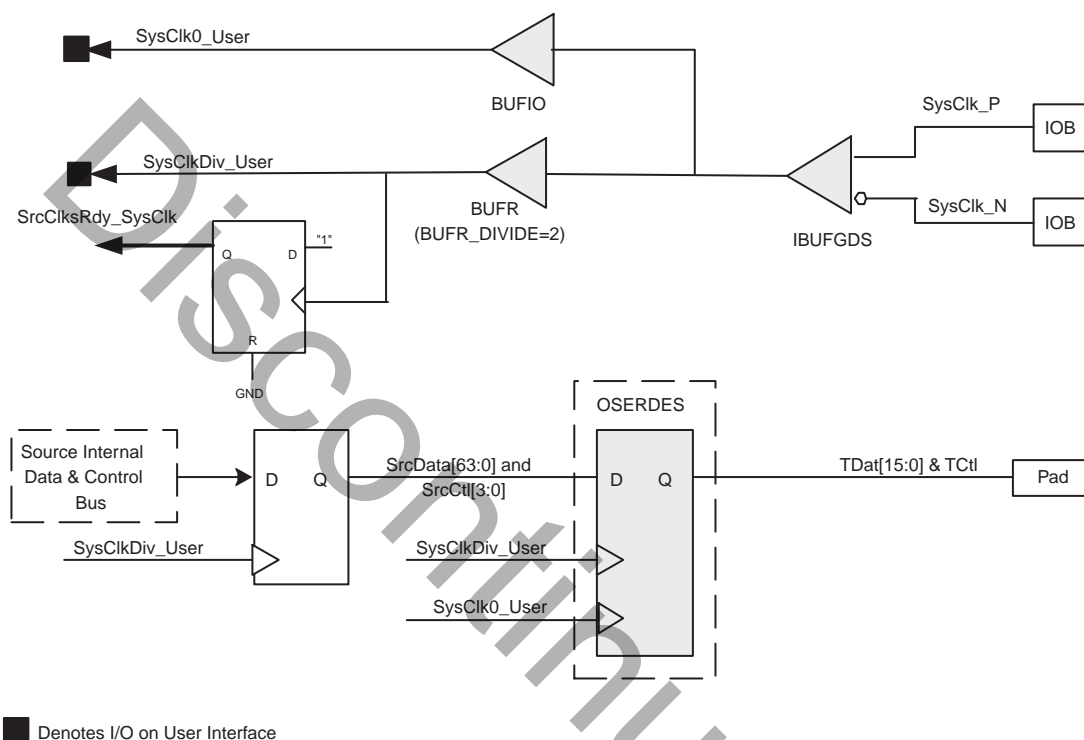 SysClk0_User
BUFIO
SysClk_P
IOB
SysClkDiv_User
BUFR
(BUFR_DIVIDE=2)
IBUFGDS
SysClk_N
IOB
SrcClksRdy_SysClk
Q
D
"1"
R
GND
OSERDES
Source Internal
Data & Control
Bus
D
Q
SrcData[63:0] and
SrcCtl[3:0]
D
Q
TDat[15:0] & TCtl
Pad
SysClkDiv_User
SysClkDiv_User
SysClk0_User
Denotes I/O on User Interface
Discontinu